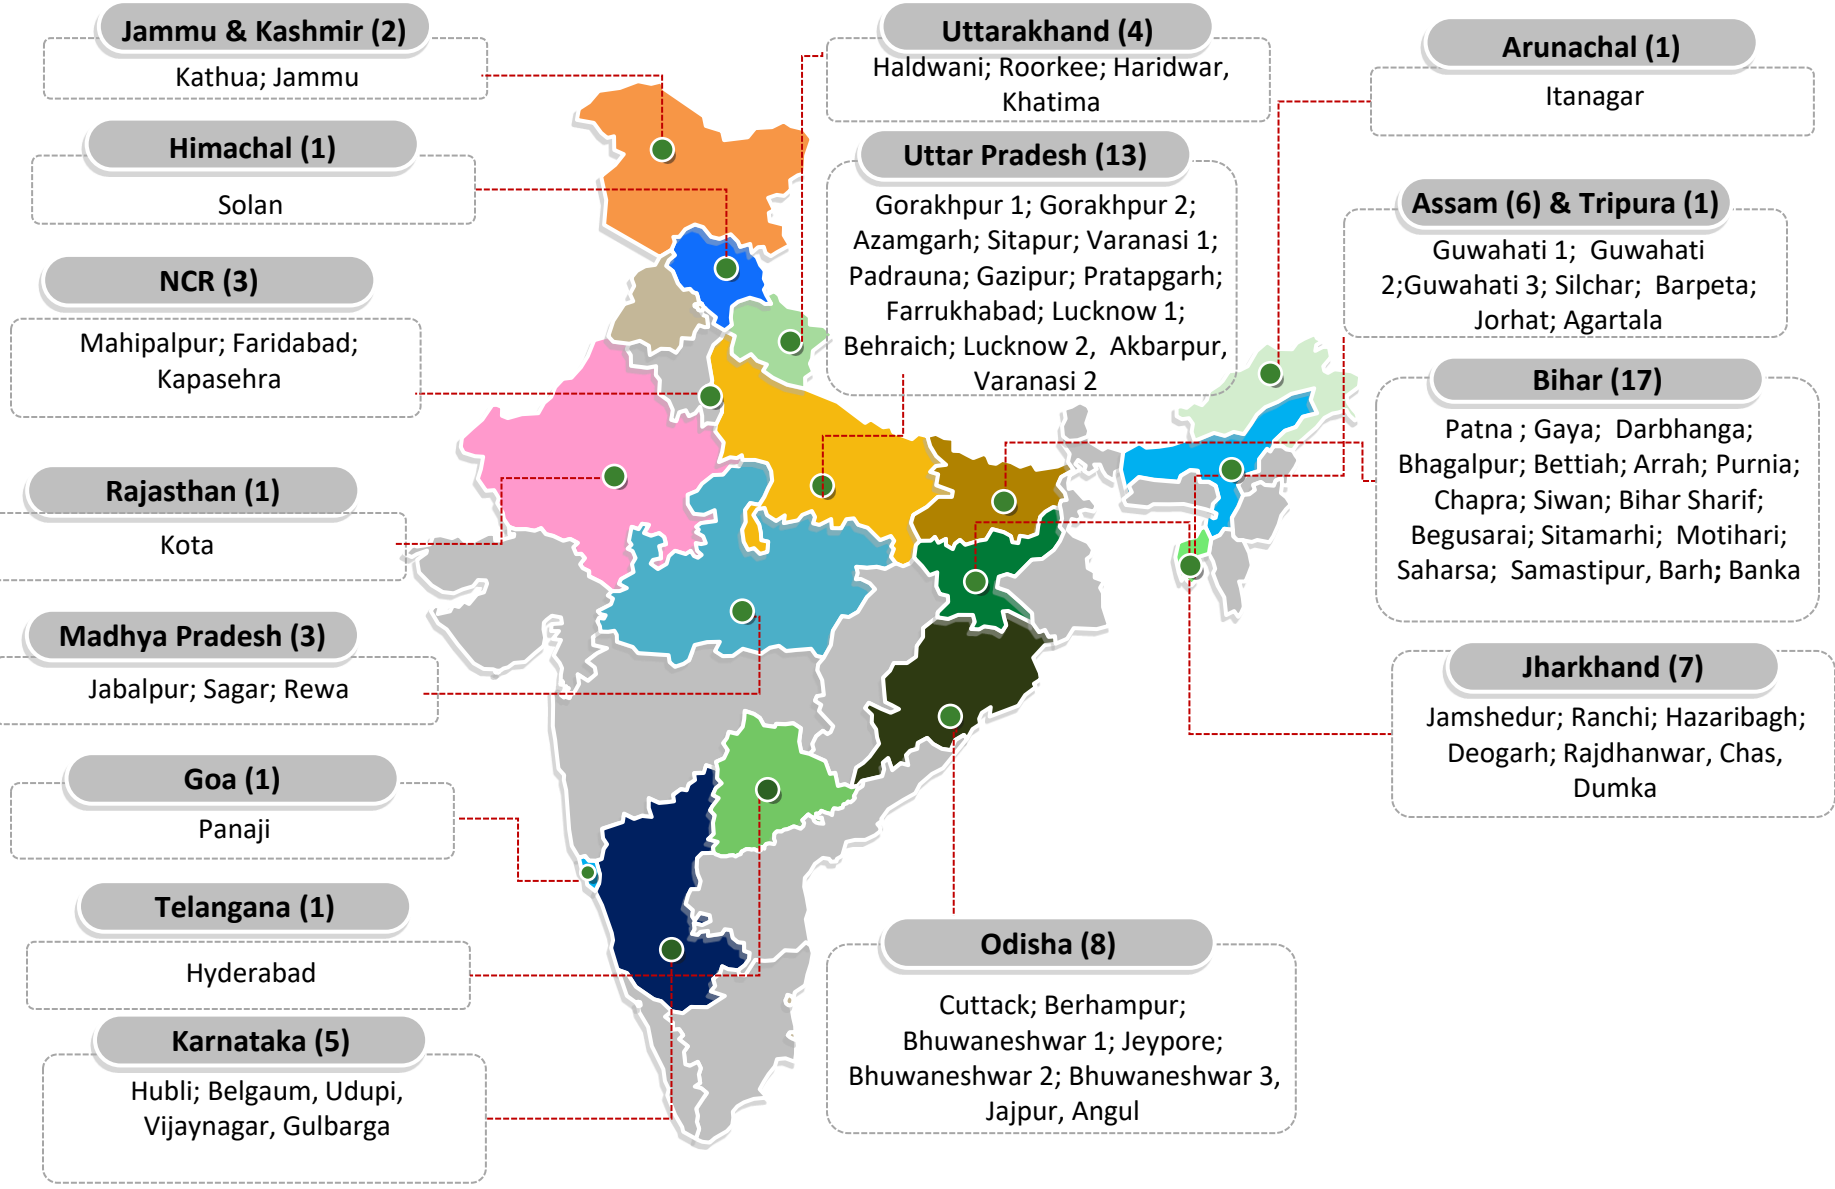 Jammu & Kashmir (2)
Kathua; Jammu
Himachal (1)
Solan
NCR (3)
Mahipalpur; Faridabad;
Kapasehra
Rajasthan (1)
Kota
Madhya Pradesh (3)
Jabalpur; Sagar; Rewa
Goa (1)
Panaji
Telangana (1)
Hyderabad
Karnataka (5)
Hubli; Belgaum, Udupi,
Vijaynagar, Gulbarga
Uttarakhand (4)
Haldwani; Roorkee; Haridwar,
Khatima
Uttar Pradesh (13)
Gorakhpur 1; Gorakhpur 2;
Azamgarh; Sitapur; Varanasi 1;
Padrauna; Gazipur; Pratapgarh;
Farrukhabad; Lucknow 1;
Behraich; Lucknow 2,  Akbarpur,
Varanasi 2
Odisha (8)
Cuttack; Berhampur;
Bhuwaneshwar 1; Jeypore;
Bhuwaneshwar 2; Bhuwaneshwar 3,
Jajpur, Angul
Arunachal (1)
Itanagar
Assam (6) & Tripura (1)
Guwahati 1;  Guwahati
2;Guwahati 3; Silchar;  Barpeta;
Jorhat; Agartala
Bihar (17)
Patna ; Gaya;  Darbhanga;
Bhagalpur; Bettiah; Arrah; Purnia;
Chapra; Siwan; Bihar Sharif;
Begusarai; Sitamarhi;  Motihari;
Saharsa;  Samastipur, Barh; Banka
Jharkhand (7)
Jamshedur; Ranchi; Hazaribagh;
Deogarh; Rajdhanwar, Chas,
Dumka